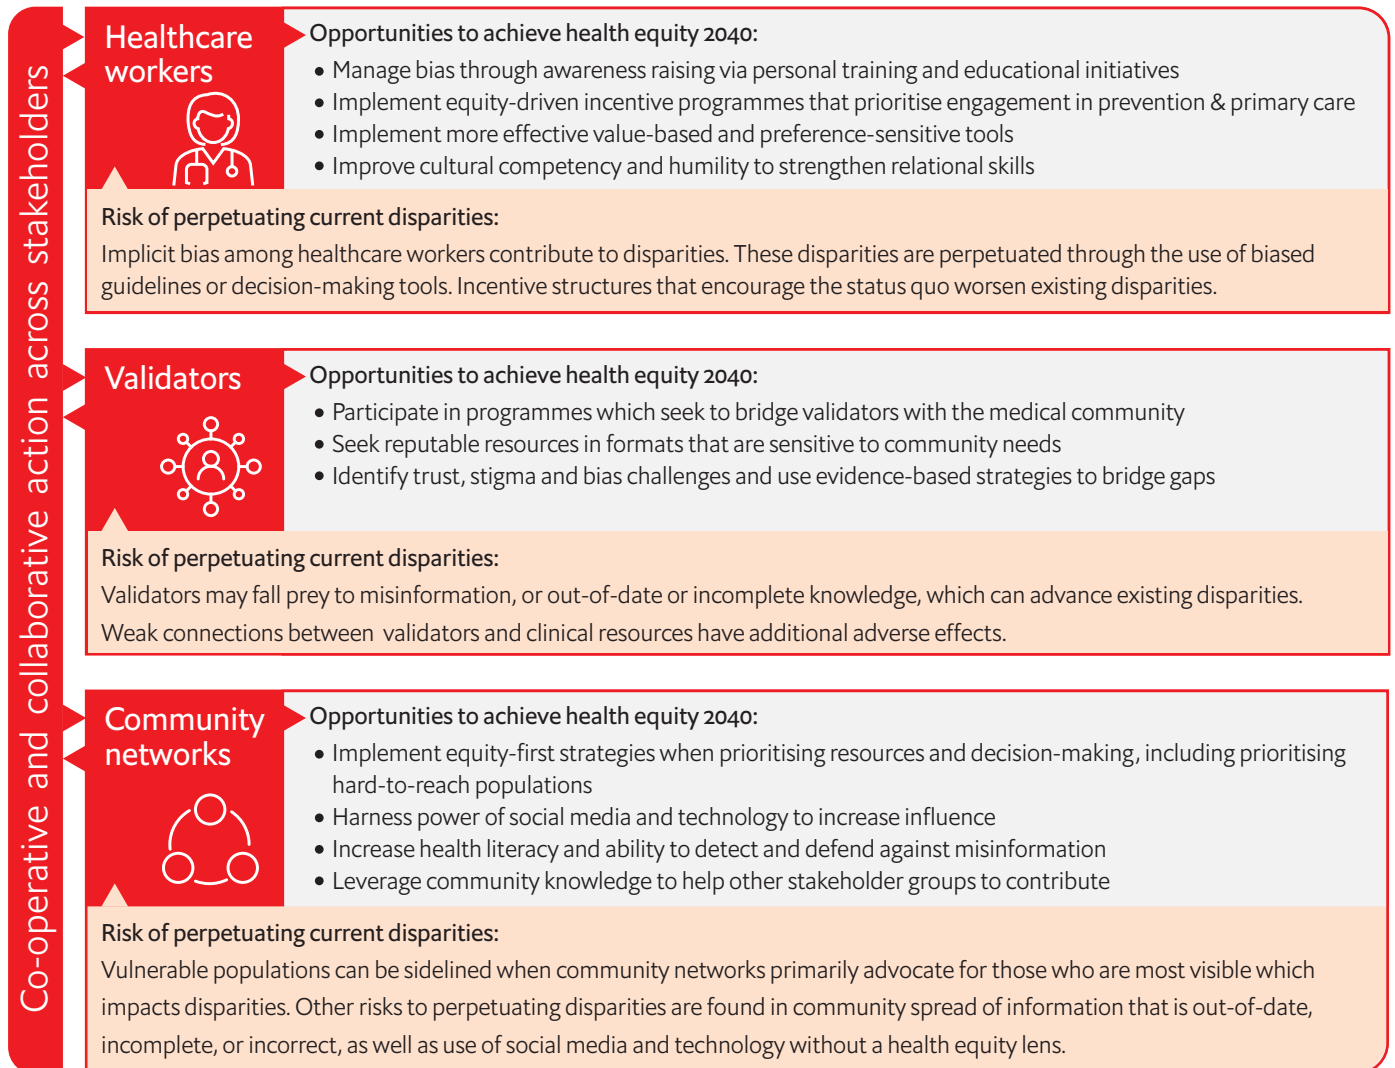 Co-operative and collaborative action across stakeholders
Healthcare
workers
Opportunities to achieve health equity 2040:
• Manage bias through awareness raising via personal training and educational initiatives
• Implement equity-driven incentive programmes that prioritise engagement in prevention & primary care
• Implement more effective value-based and preference-sensitive tools
• Improve cultural competency and humility to strengthen relational skills
Risk of perpetuating current disparities:
Implicit bias among healthcare workers contribute to disparities. These disparities are perpetuated through the use of biased
guidelines or decision-making tools. Incentive structures that encourage the status quo worsen existing disparities.
Validators
Opportunities to achieve health equity 2040:
• Participate in programmes which seek to bridge validators with the medical community
• Seek reputable resources in formats that are sensitive to community needs
• Identify trust, stigma and bias challenges and use evidence-based strategies to bridge gaps
Risk of perpetuating current disparities:
Validators may fall prey to misinformation, or out-of-date or incomplete knowledge, which can advance existing disparities.
Weak connections between validators and clinical resources have additional adverse effects.
Community
networks
Opportunities to achieve health equity 2040:
• Implement equity-first strategies when prioritising resources and decision-making, including prioritising
hard-to-reach populations
• Harness power of social media and technology to increase influence
• Increase health literacy and ability to detect and defend against misinformation
• Leverage community knowledge to help other stakeholder groups to contribute
Risk of perpetuating current disparities:
Vulnerable populations can be sidelined when community networks primarily advocate for those who are most visible which
impacts disparities. Other risks to perpetuating disparities are found in community spread of information that is out-of-date,
incomplete, or incorrect, as well as use of social media and technology without a health equity lens.